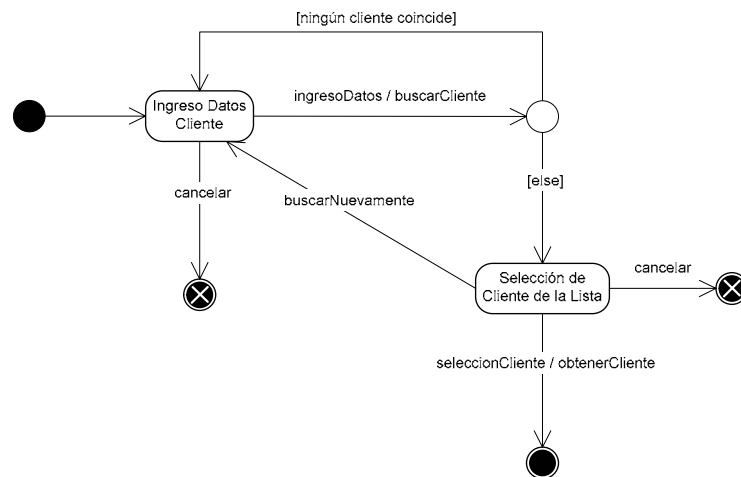 [ningún cliente coincide]
ingresoDatos / buscarCliente
Ingreso Datos
Cliente
cancelar
buscarNuevamente
[else]
Selección de
Cliente de la Lista
cancelar
seleccionCliente / obtenerCliente